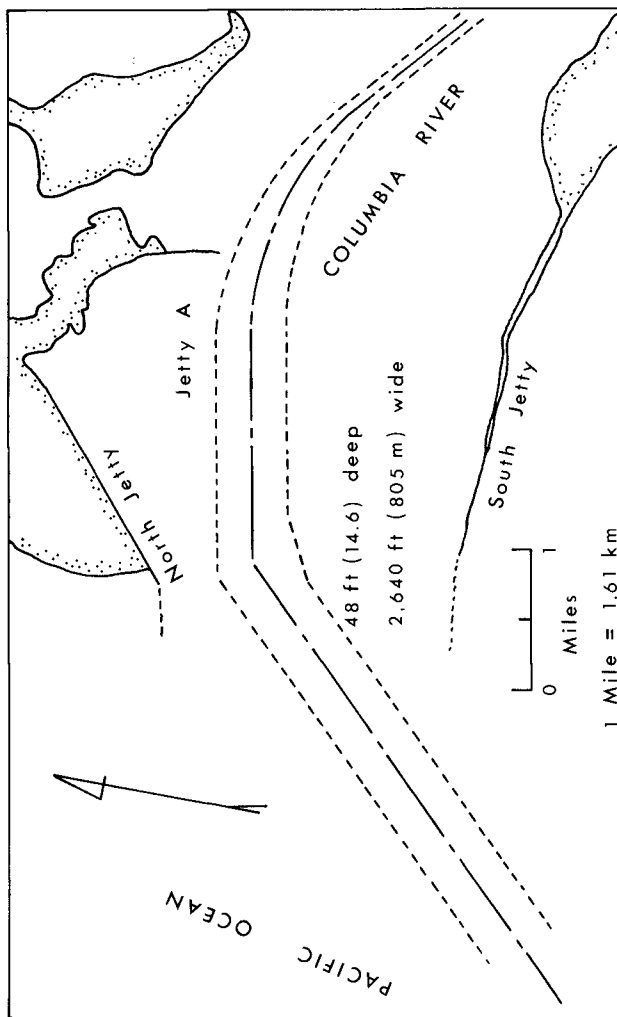 North Jetty
Jetty A
COLUMBIA RIVER
48 ft (14.6) deep
2,640 ft (805 m) wide
South Jetty
PACIFIC OCEAN
0 1
Miles
1 Mile = 1.61 km